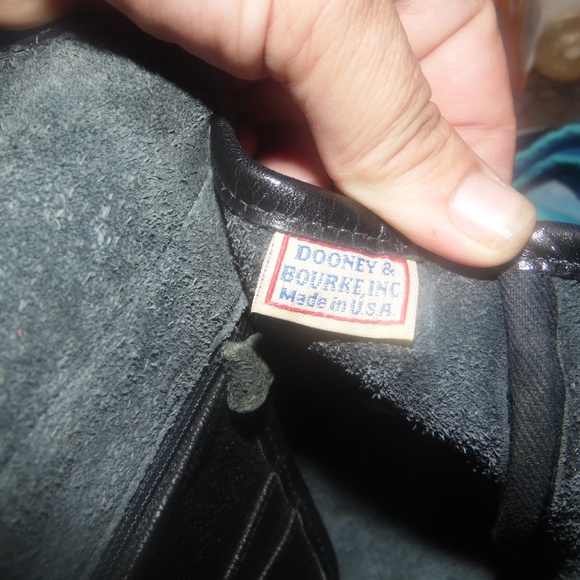 DOONEY &
BOURKE, INC.
Made in U.S.A.